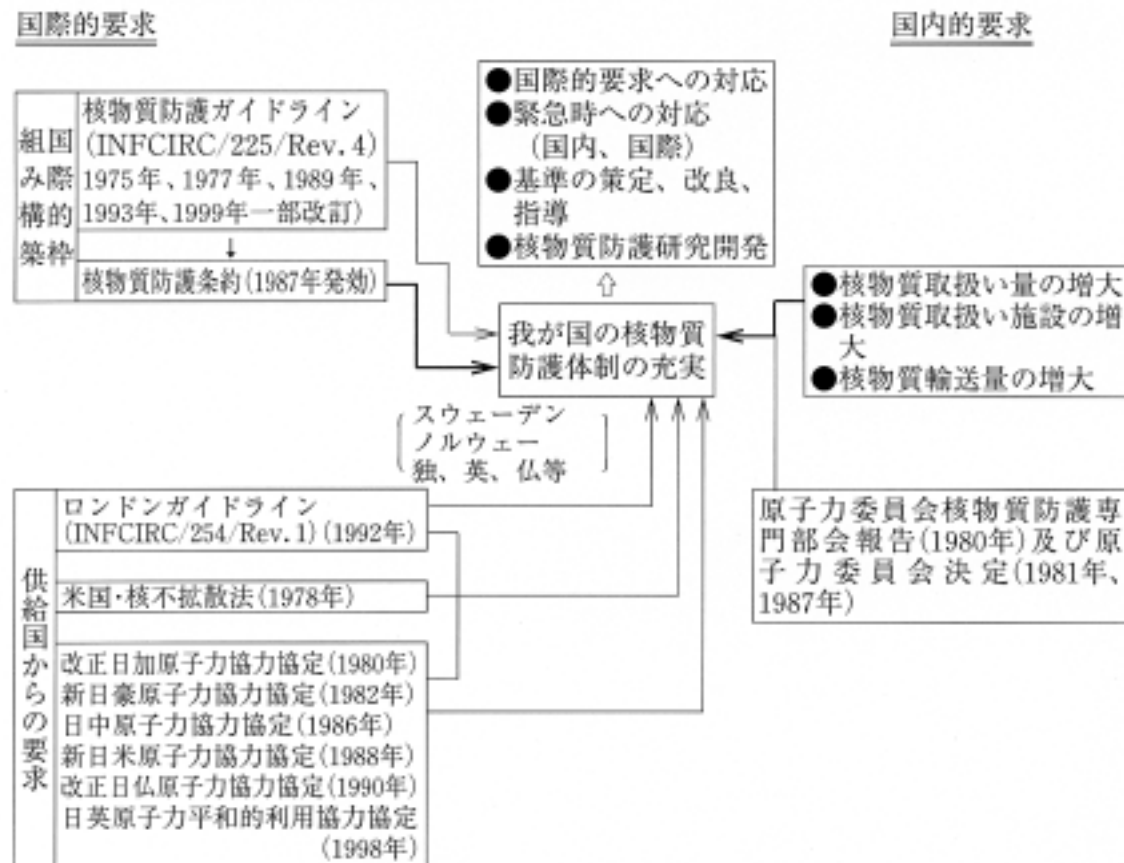 国際的要求
国内的要求
国際的枠
組み構築
核物質防護ガイドライン
(INFCIRC/225/Rev.4)
1975年、1977年、1989年、
1993年、1999年一部改訂)
↓
核物質防護条約(1987年発効)
●国際的要求への対応
●緊急時への対応
(国内、国際)
●基準の策定、改良、
指導
●核物質防護研究開発
我が国の核物質
防護体制の充実
●核物質取扱い量の増大
●核物質取扱い施設の増
大
●核物質輸送量の増大
スウェーデン
ノルウェー
独、英、仏等
原子力委員会核物質防護専
門部会報告(1980年)及び原
子力委員会決定(1981年、
1987年)
供給国からの要求
ロンドンガイドライン
(INFCIRC/254/Rev.1)(1992年)
米国・核不拡散法(1978年)
改正日加原子力協力協定(1980年)
新日豪原子力協力協定(1982年)
日中原子力協力協定(1986年)
新日米原子力協力協定(1988年)
改正日仏原子力協力協定(1990年)
日英原子力平和的利用協力協定
(1998年)